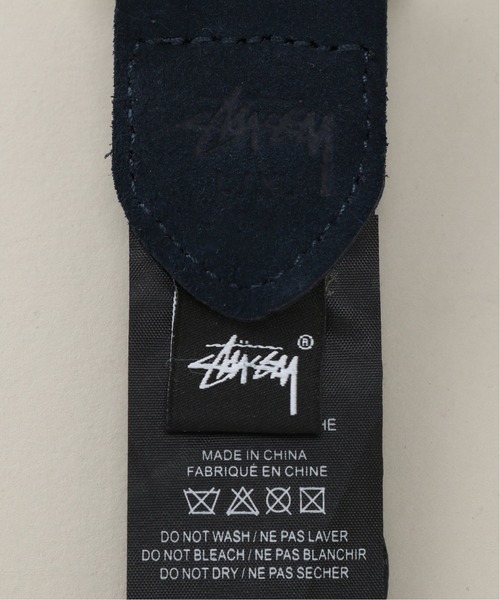 Stüssy
Stüssy ®
HE
MADE IN CHINA
FABRIQUÉ EN CHINE
DO NOT WASH / NE PAS LAVER
DO NOT BLEACH / NE PAS BLANCHIR
DO NOT DRY / NE PAS SECHER